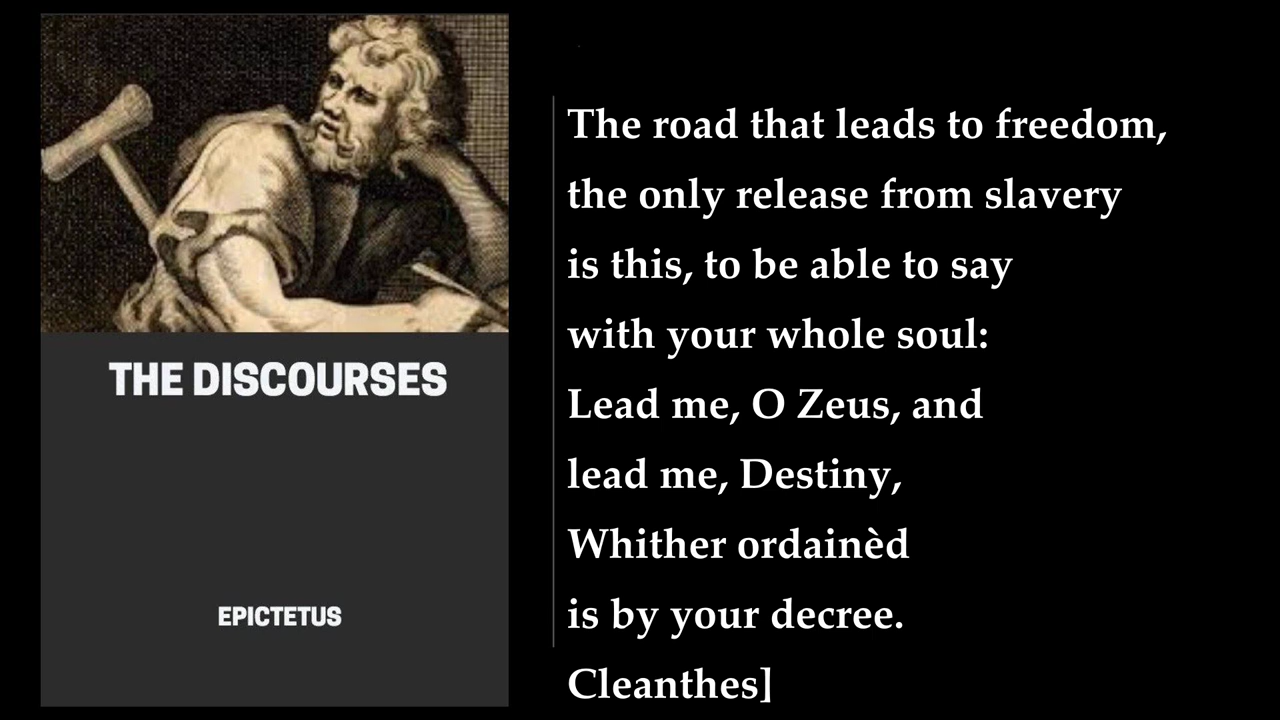 THE DISCOURSES
EPICTETUS
The road that leads to freedom,
the only release from slavery
is this, to be able to say
with your whole soul:
Lead me, O Zeus, and
lead me, Destiny,
Whither ordainèd
is by your decree.
Cleanthes]